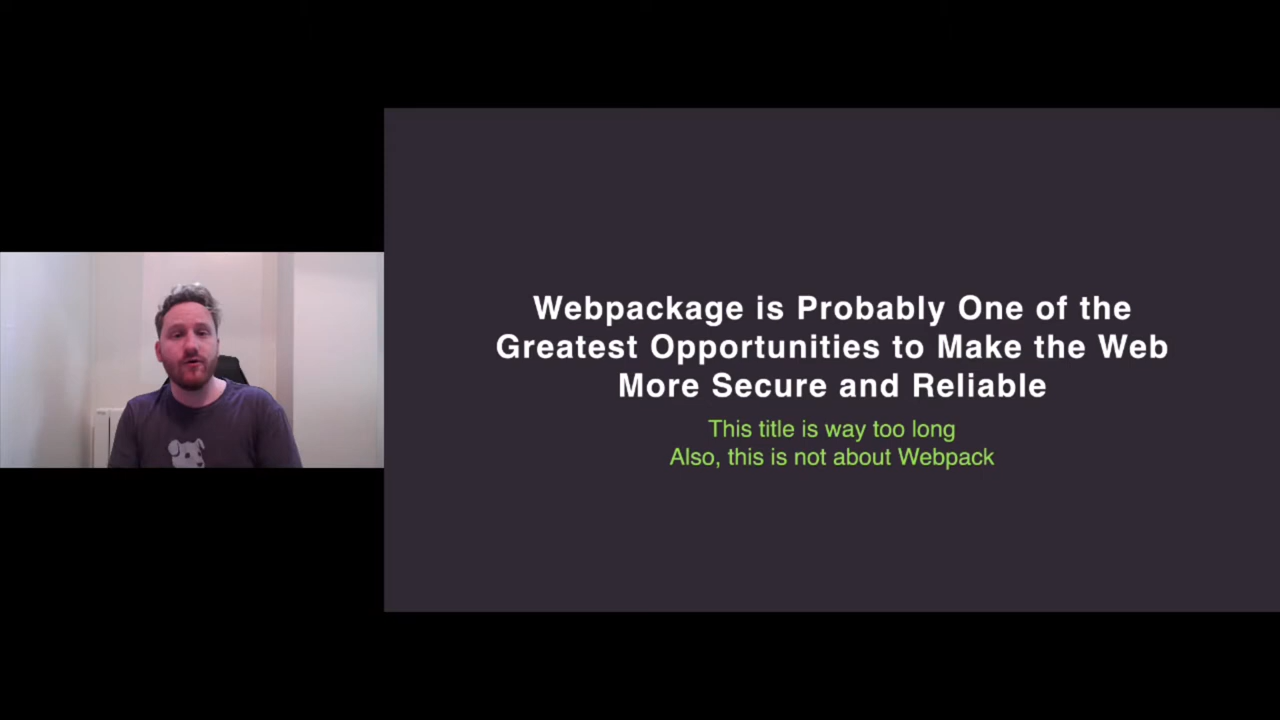 Webpackage is Probably One of the
Greatest Opportunities to Make the Web
More Secure and Reliable
This title is way too long
Also, this is not about Webpack